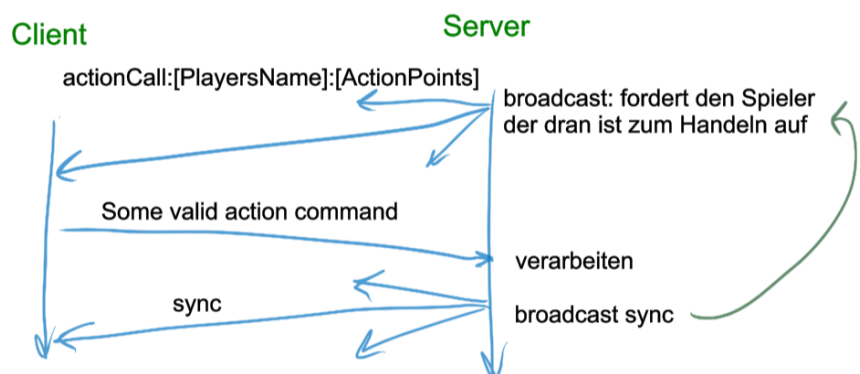 Client
Server
actionCall:[PlayersName]:[ActionPoints]
broadcast: fordert den Spieler
der dran ist zum Handeln auf
Some valid action command
verarbeiten
sync
broadcast sync